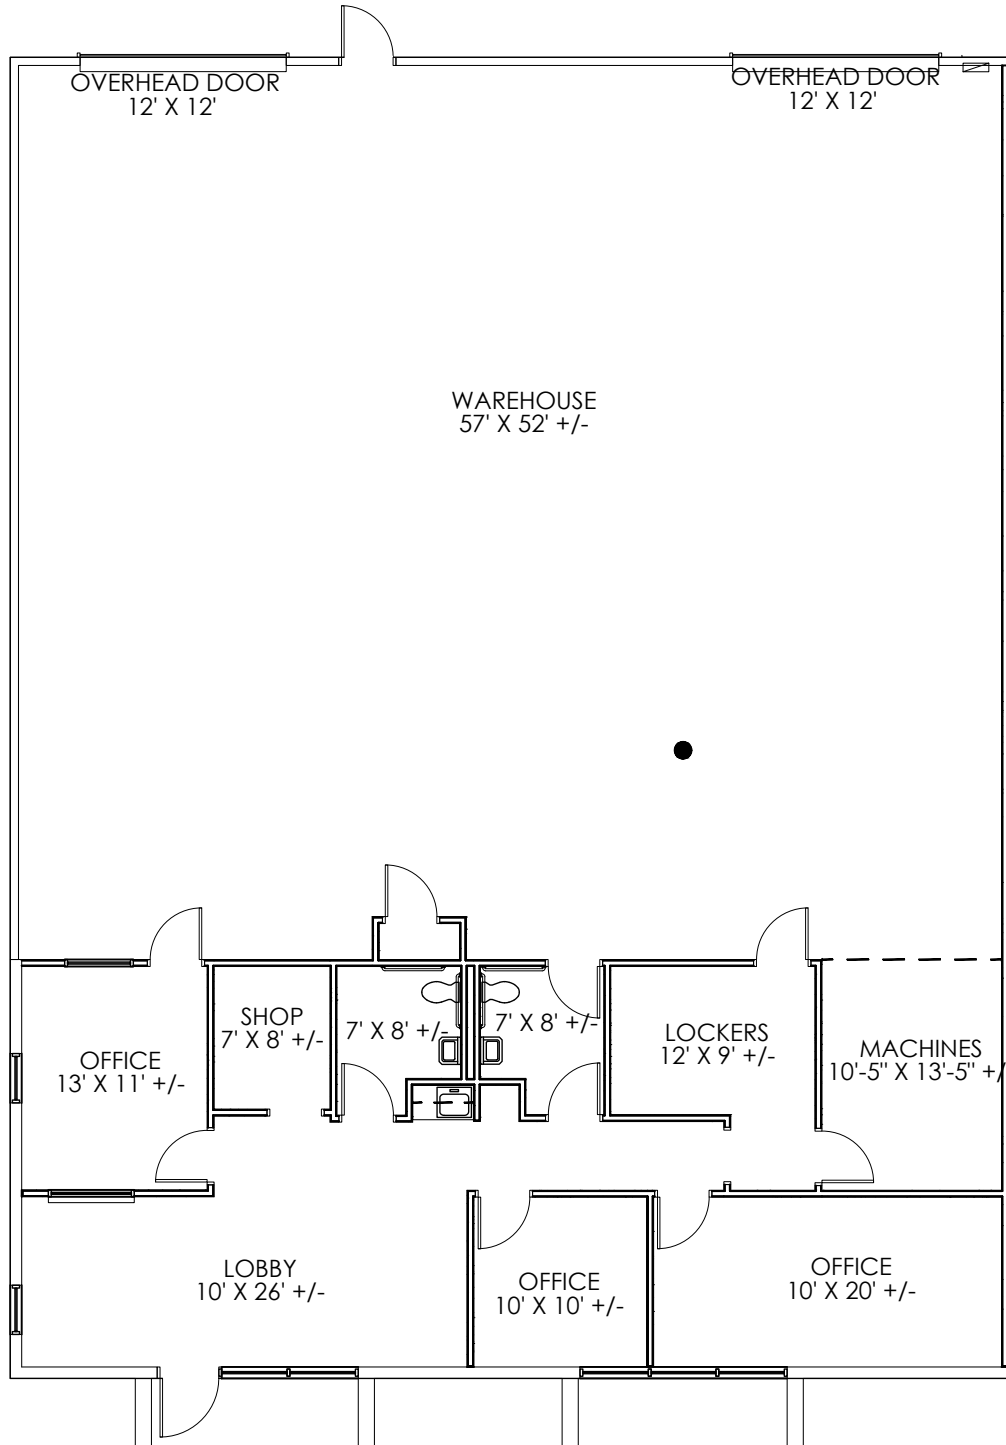 OVERHEAD DOOR
12' X 12'
OVERHEAD DOOR
12' X 12'
WAREHOUSE
57' X 52' +/-
SHOP
7' X 8' +/-
7' X 8' +/-
7' X 8' +/-
LOCKERS
12' X 9' +/-
OFFICE
13' X 11' +/-
MACHINES
10'-5" X 13'-5" +/
LOBBY
10' X 26' +/-
OFFICE
10' X 10' +/-
OFFICE
10' X 20' +/-